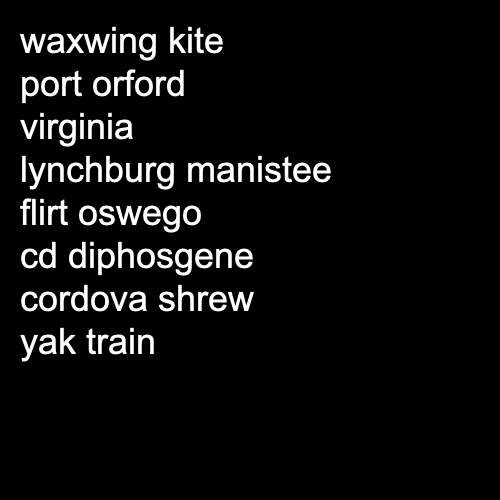 waxwing kite
port orford
virginia
lynchburg manistee
flirt oswego
cd diphosgene
cordova shrew
yak train